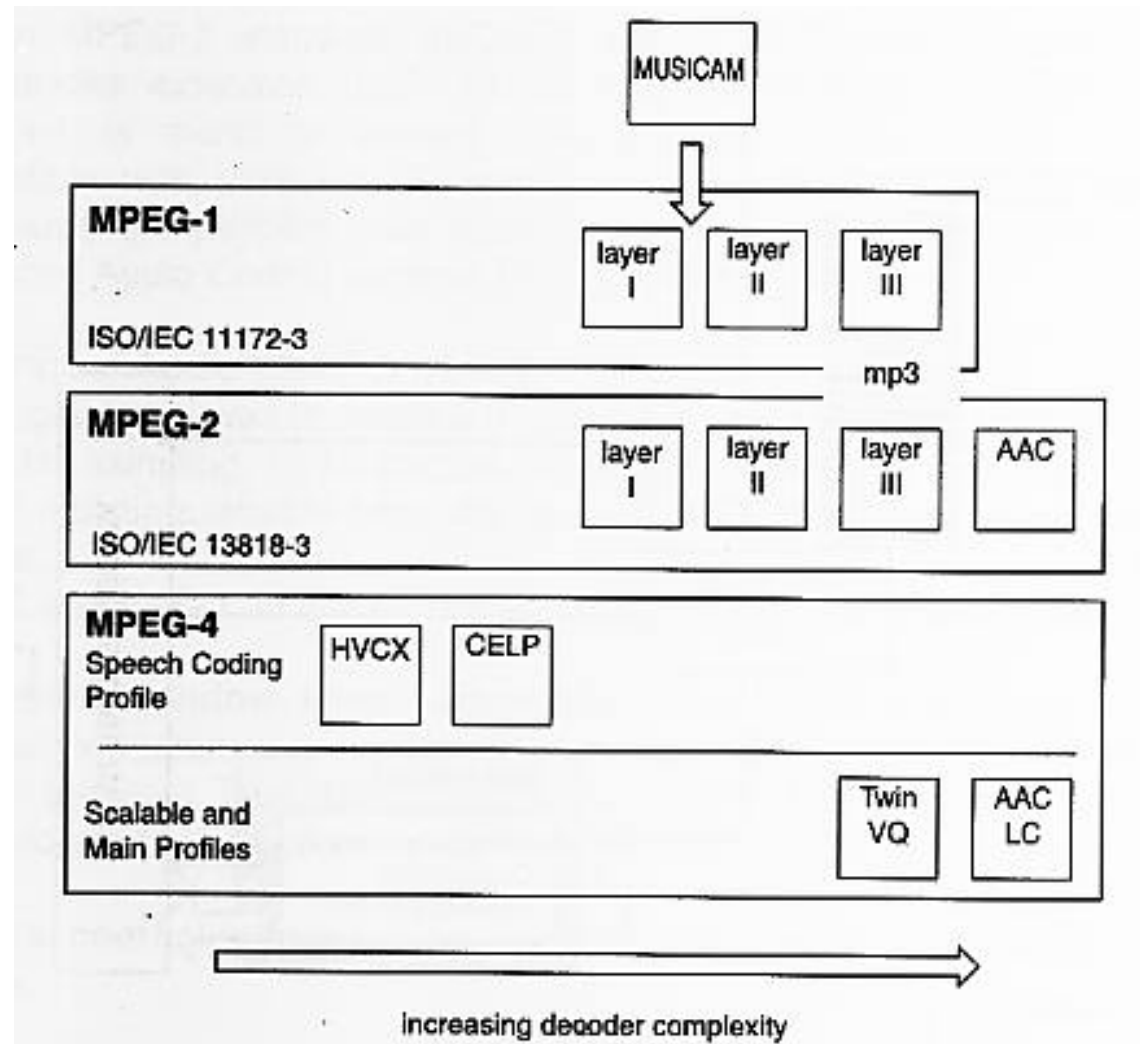 MUSICAM
MPEG-1
layer
I
layer
II
layer
III
ISO/IEC 11172-3
mp3
MPEG-2
layer
I
layer
II
layer
III
AAC
ISO/IEC 13818-3
MPEG-4
Speech Coding
Profile
HVCX
CELP
Scalable and
Main Profiles
Twin
VQ
AAC
LC
increasing decoder complexity